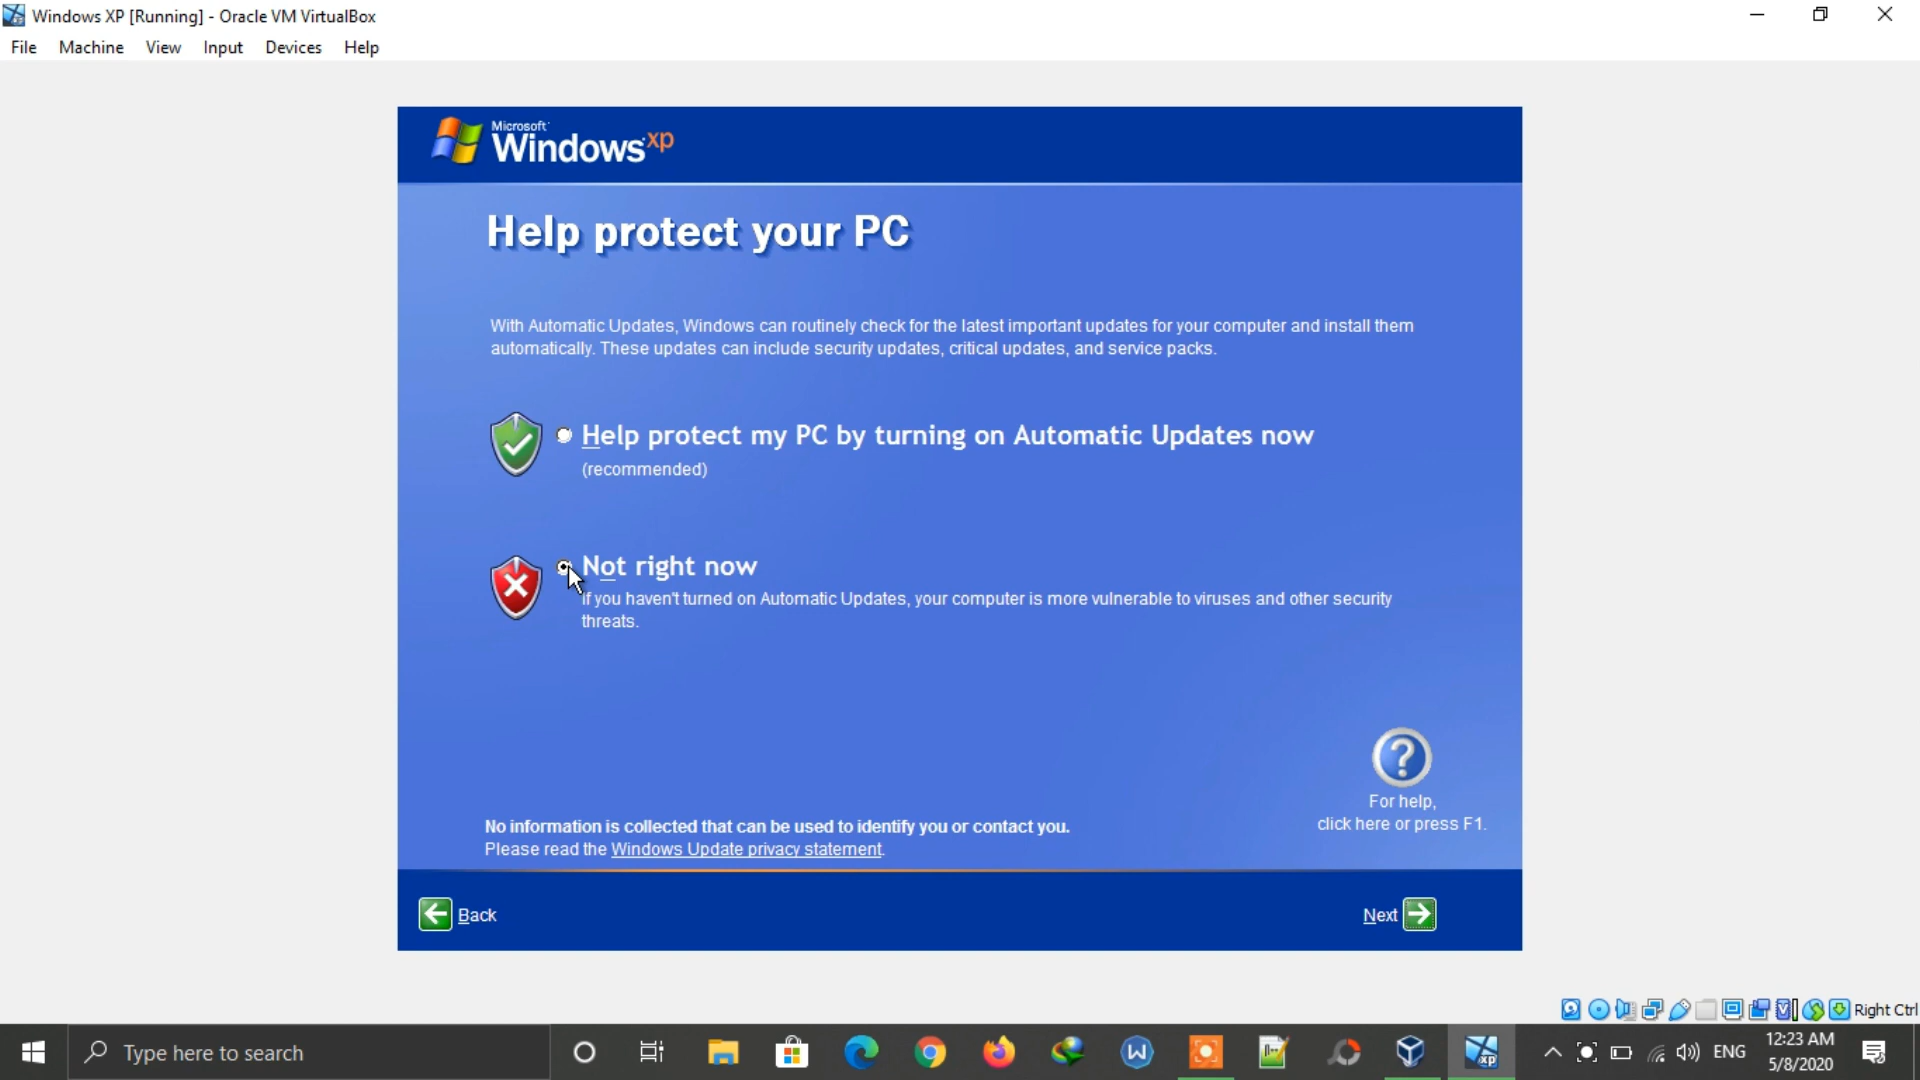 Windows XP [Running] - Oracle VM VirtualBox
File Machine View Input Devices Help
Microsoft
Windows xp
Help protect your PC
With Automatic Updates, Windows can routinely check for the latest important updates for your computer and install them
automatically. These updates can include security updates, critical updates, and service packs.
Help protect my PC by turning on Automatic Updates now
(recommended)
Not right now
If you haven't turned on Automatic Updates, your computer is more vulnerable to viruses and other security
threats.
For help,
click here or press F1.
No information is collected that can be used to identify you or contact you.
Please read the Windows Update privacy statement.
Back
Next
Right Ctrl
Type here to search
W
xp
ENG
12:23 AM
5/8/2020